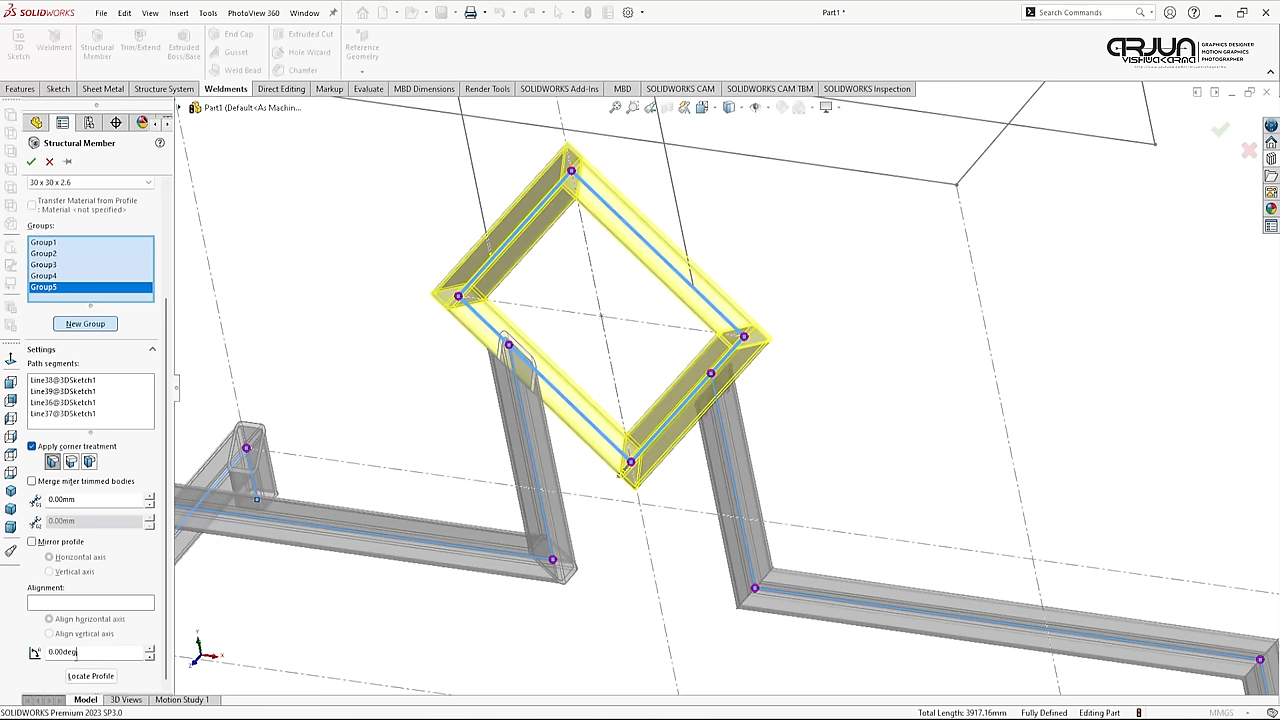 SOLIDWORKS File Edit View Insert Tools PhotoView 360 Window Part1 * Search Commands
3D Sketch Weldment Structural Member Trim/Extend Extruded Boss/Base End Cap Gusset Weld Bead Extruded Cut Hole Wizard Chamfer Reference Geometry
ARJUN VISHWAKARMA GRAPHICS DESIGNER MOTION GRAPHICS PHOTOGRAPHER
Features Sketch Sheet Metal Structure System Weldments Direct Editing Markup Evaluate MBD Dimensions Render Tools SOLIDWORKS Add-Ins MBD SOLIDWORKS CAM SOLIDWORKS CAM TBM SOLIDWORKS Inspection
Part1 (Default<As Machin...
Structural Member
30 x 30 x 2.6
Transfer Material from Profile
: Material <not specified>
Groups:
Group1
Group2
Group3
Group4
Group5
New Group
Settings
Path segments:
Line38@3DSketch1
Line39@3DSketch1
Line36@3DSketch1
Line37@3DSketch1
Apply corner treatment
Merge miter trimmed bodies
0.00mm
0.00mm
Mirror profile
Horizontal axis
Vertical axis
Alignment:
Align horizontal axis
Align vertical axis
0.00deg
Locate Profile
Y
X
Z
Model 3D Views Motion Study 1
SOLIDWORKS Premium 2023 SP3.0 Total Length: 3917.16mm Fully Defined Editing Part MMGS